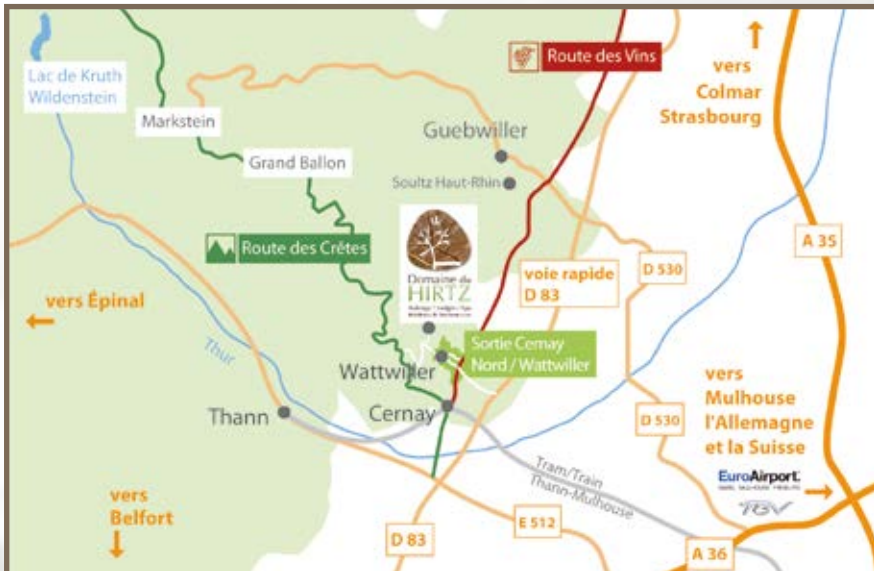 Lac de Kruth
Wildenstein
Markstein
Grand Ballon
Route des Vins
vers
Colmar
Strasbourg
Guebwiller
Soultz Haut-Rhin
Route des Crêtes
Domaine du
HIRTZ
voie rapide
D 83
D 530
A 35
vers Épinal
Thur
Sortie Cernay
Nord / Wattwiller
Wattwiller
Thann
Cernay
D 530
vers
Mulhouse
l'Allemagne
et la Suisse
EuroAirport
TGV
Tram/Train
Thann-Mulhouse
vers
Belfort
D 83
E 512
A 36